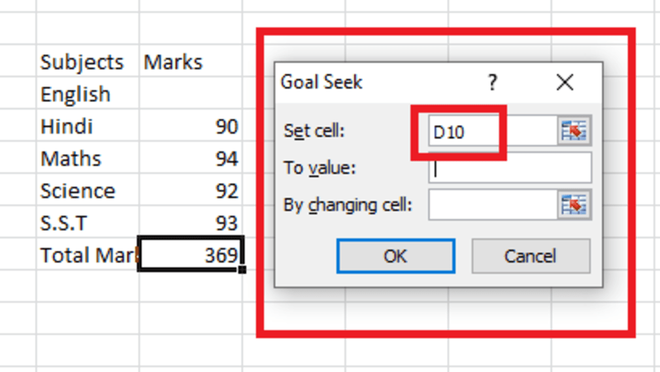 Subjects Marks
English
Hindi 90
Maths 94
Science 92
S.S.T 93
Total Mar 369
Goal Seek ?
Set cell: D10
To value:
By changing cell:
OK Cancel